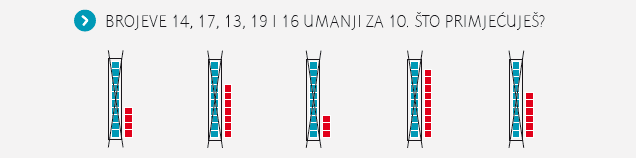 BROJEVE 14, 17, 13, 19 I 16 UMANJI ZA 10. ŠTO PRIMJEĆUJEŠ?